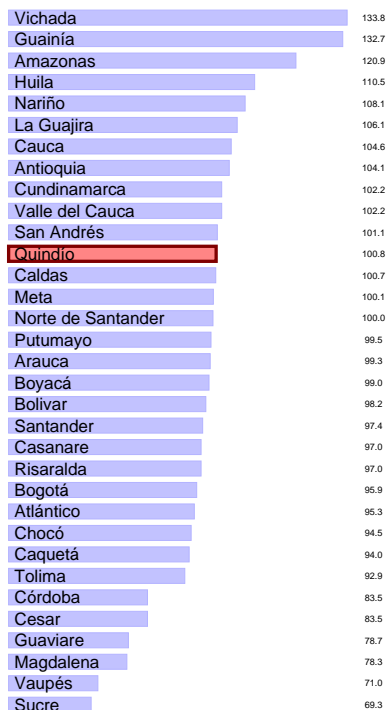 Vichada 133.8
Guainía 132.7
Amazonas 120.9
Huila 110.5
Nariño 108.1
La Guajira 106.1
Cauca 104.6
Antioquia 104.1
Cundinamarca 102.2
Valle del Cauca 102.2
San Andrés 101.1
Quindío 100.8
Caldas 100.7
Meta 100.1
Norte de Santander 100.0
Putumayo 99.5
Arauca 99.3
Boyacá 99.0
Bolivar 98.2
Santander 97.4
Casanare 97.0
Risaralda 97.0
Bogotá 95.9
Atlántico 95.3
Chocó 94.5
Caquetá 94.0
Tolima 92.9
Córdoba 83.5
Cesar 83.5
Guaviare 78.7
Magdalena 78.3
Vaupés 71.0
Sucre 69.3